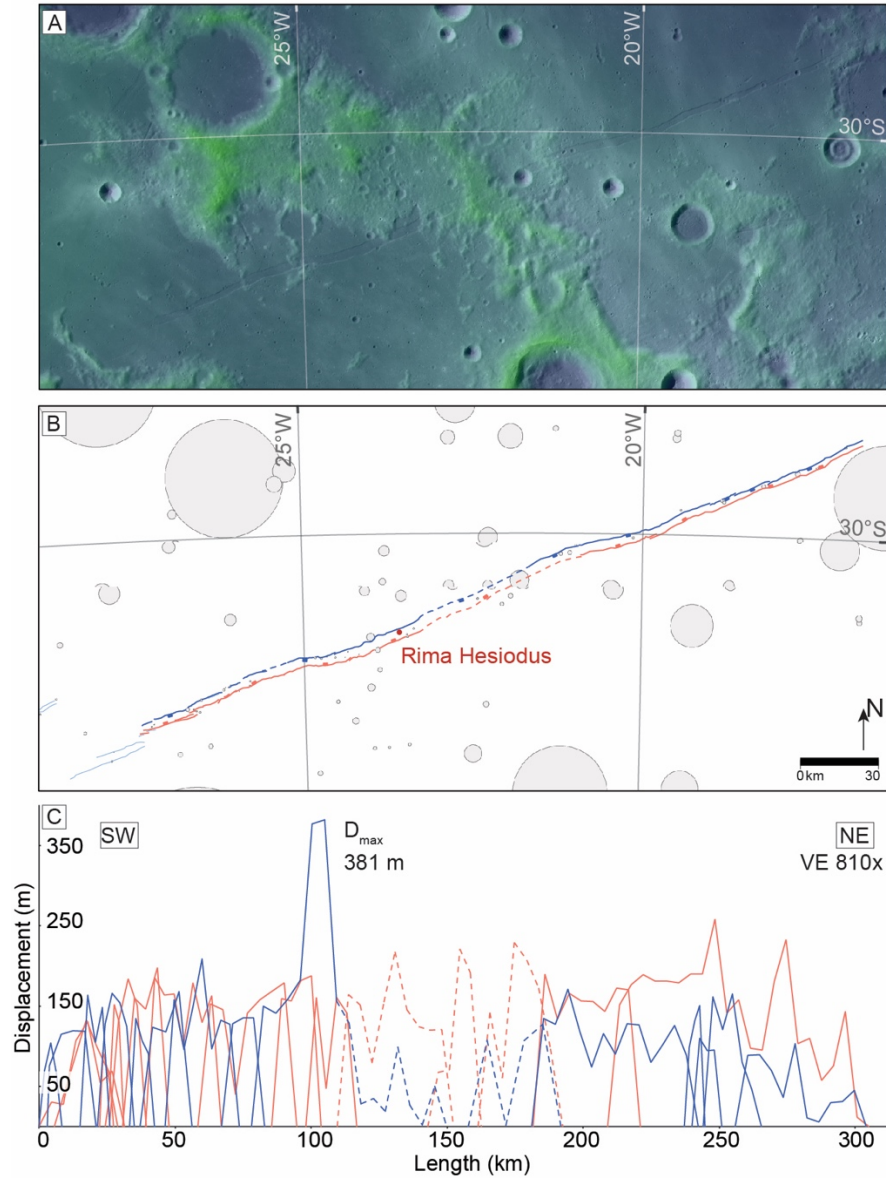 A
25°W
20°W
30°S
B
25°W
20°W
30°S
Rima Hesiodus
N
0 km 30
C
SW
D max
381 m
NE
VE 810x
Displacement (m)
350
250
150
50
0 50 100 150 200 250 300
Length (km)